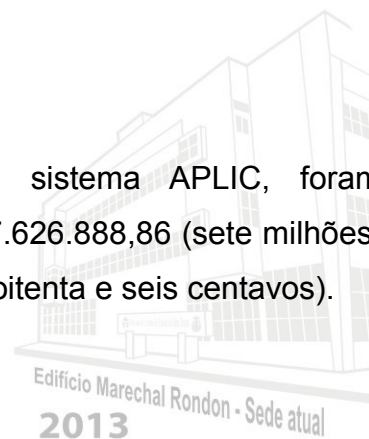 sistema APLIC, foram
7.626.888,86 (sete milhões
oitenta e seis centavos).
Edifício Marechal Rondon - Sede atual
2013